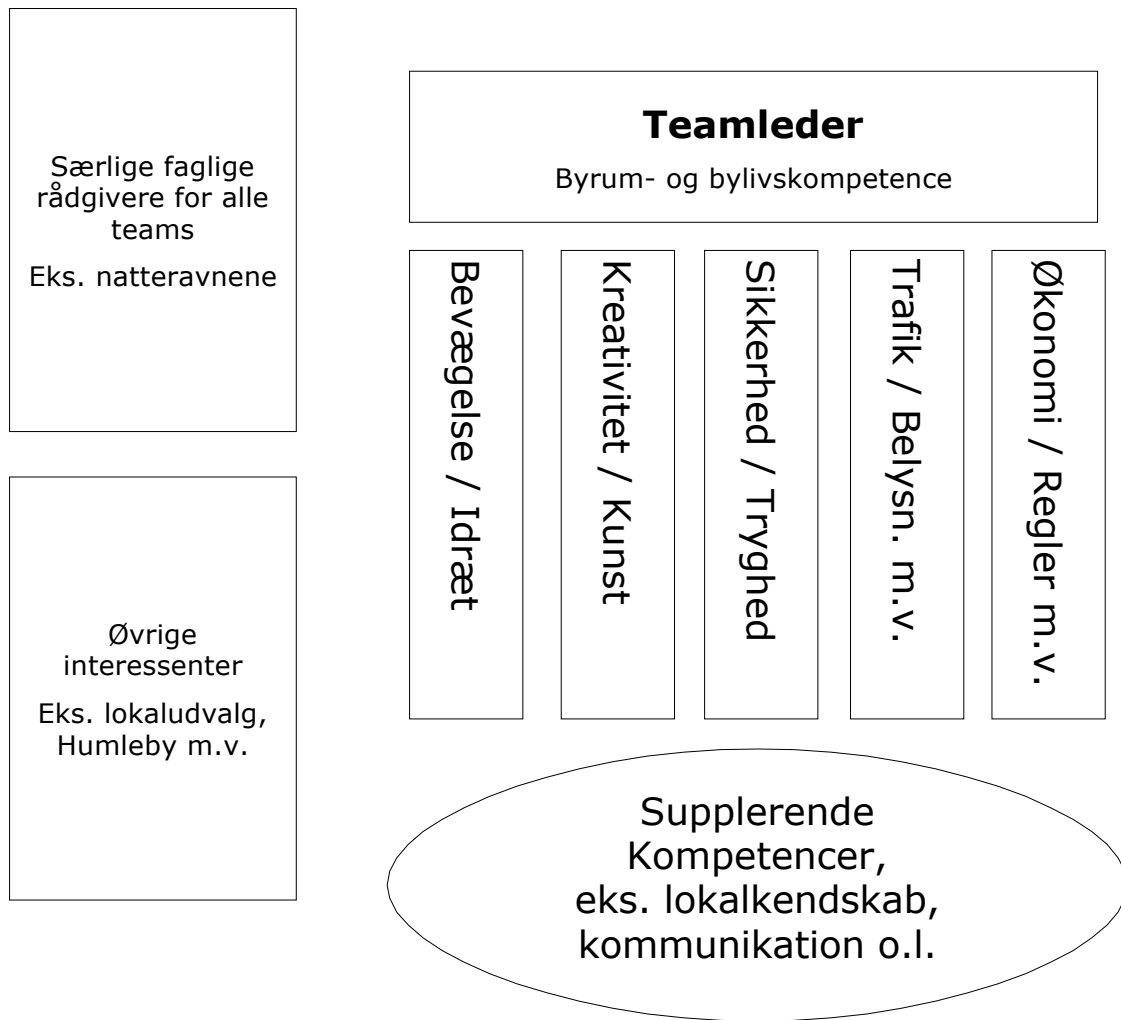 Særlige faglige
rådgivere for alle
teams
Eks. natteravnene
Øvrige
interessenter
Eks. lokaludvalg,
Humleby m.v.
Teamleder
Byrum- og bylivskompetence
Bevægelse / Idræt
Kreativitet / Kunst
Sikkerhed / Tryghed
Trafik / Belysn. m.v.
Økonomi / Regler m.v.
Supplerende
Kompetencer,
eks. lokalkendskab,
kommunikation o.l.